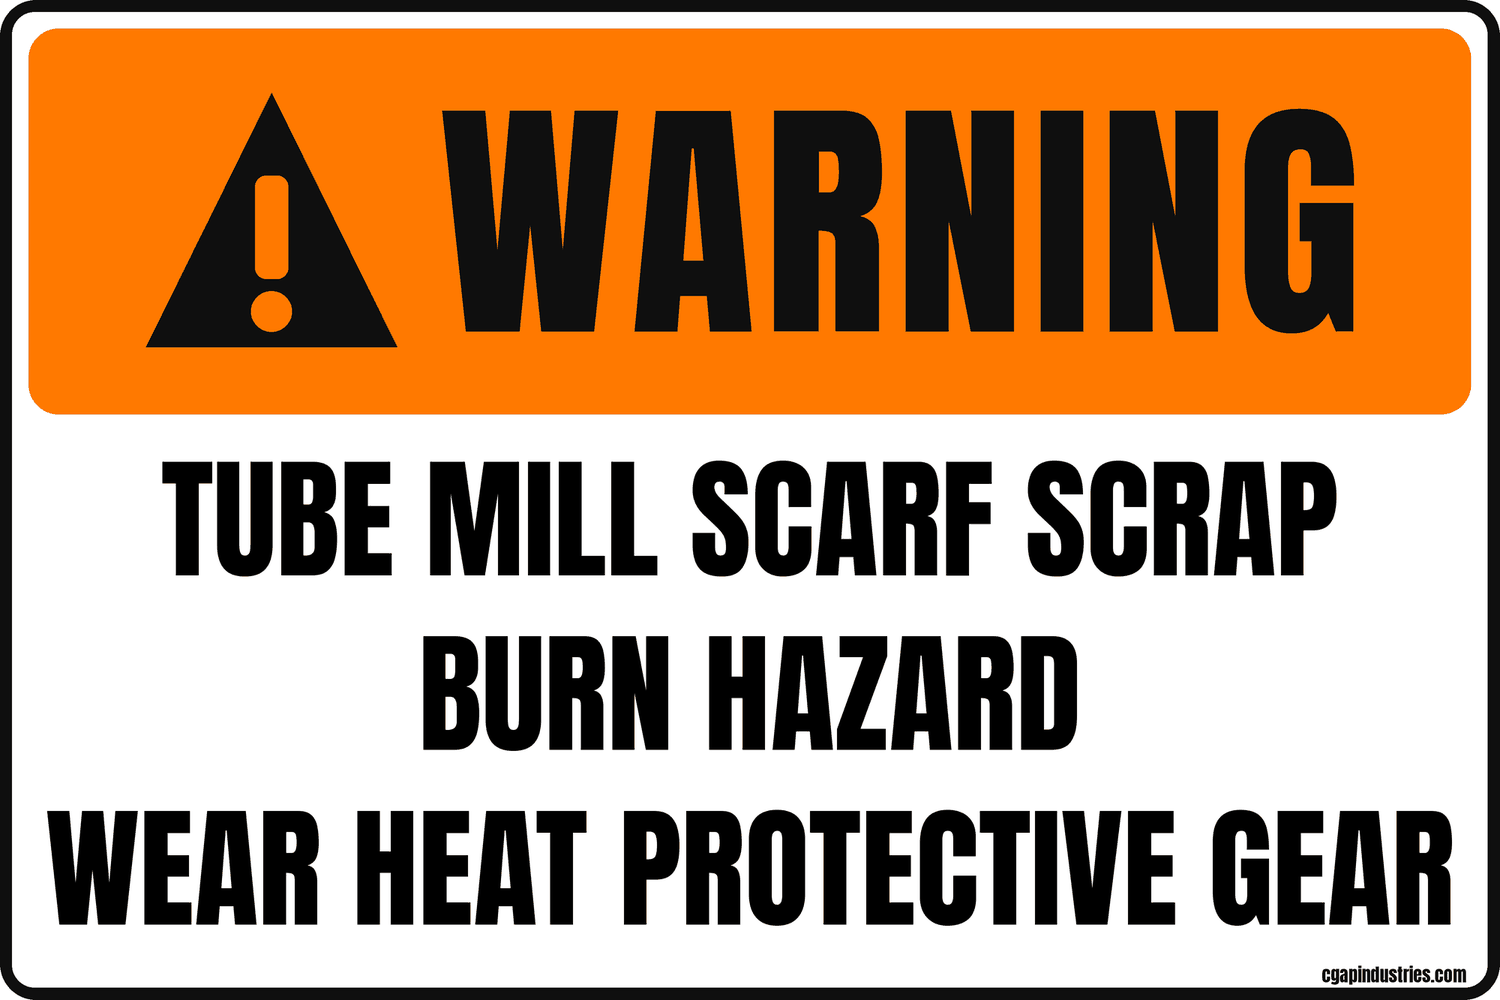 WARNING
TUBE MILL SCARF SCRAP
BURN HAZARD
WEAR HEAT PROTECTIVE GEAR
cgapindustries.com